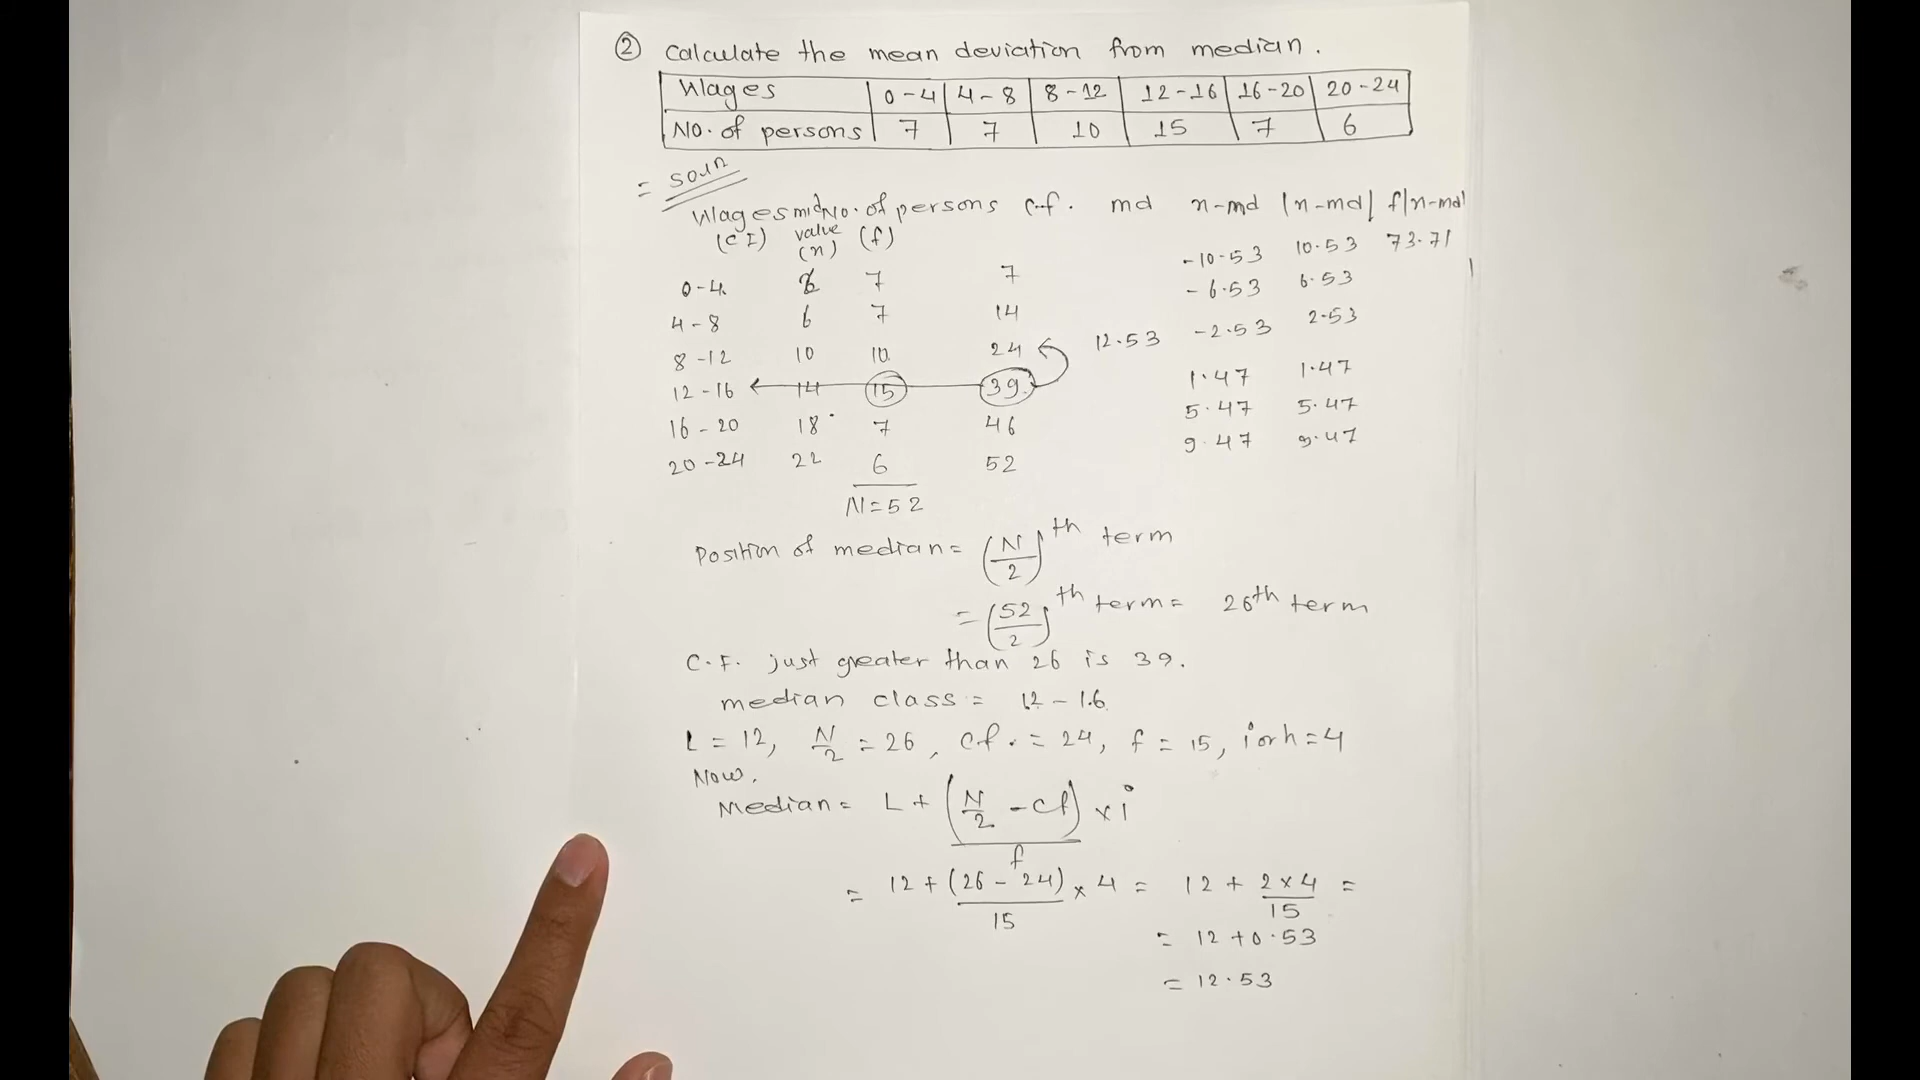 ② Calculate the mean deviation from median.
Wages 0-4 4-8 8-12 12-16 16-20 20-24
No. of persons 7 7 10 15 7 6
= Soln
Wages mid No. of persons c.f. md x-md |x-md| f|x-md|
(CI) value (f)
(x)
0-4 2 7 7 -10.53 10.53 73.71
4-8 6 7 14 -6.53 6.53
8-12 10 10 24 12.53 -2.53 2.53
12-16 14 15 39 1.47 1.47
16-20 18 7 46 5.47 5.47
20-24 22 6 52 9.47 9.47
N=52
Position of median = (N/2)th term
= (52/2)th term = 26th term
C.F. just greater than 26 is 39.
median class = 12-16
L = 12, N/2 = 26, cf. = 24, f = 15, i or h = 4
Now,
Median = L + (N/2 - cf)/f × i
= 12 + (26 - 24)/15 × 4 = 12 + 2×4/15 =
= 12 + 0.53
= 12.53